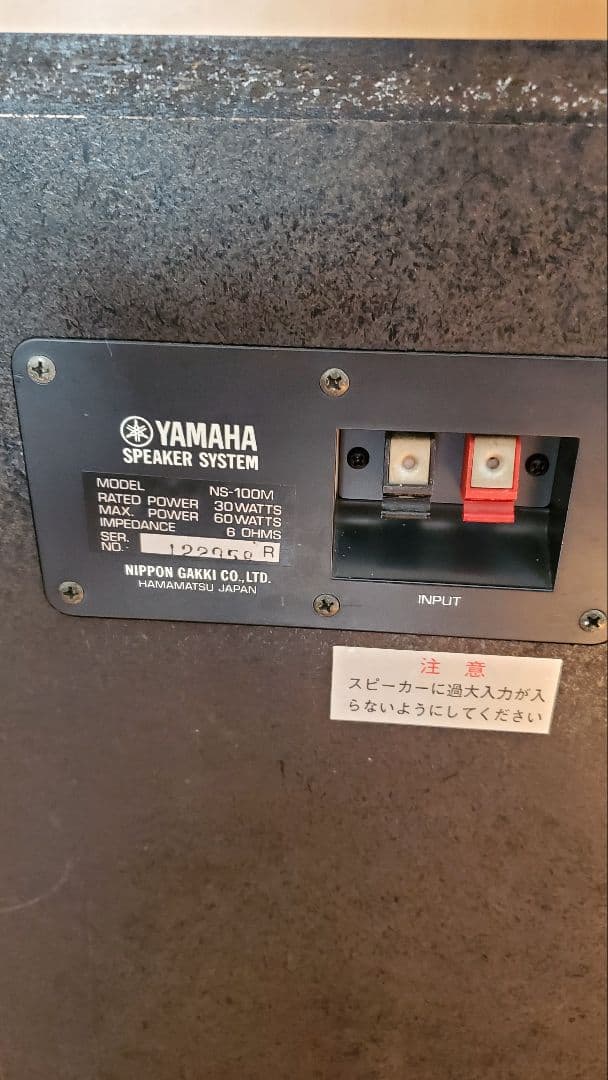 YAMAHA
SPEAKER SYSTEM
MODEL NS-100M
RATED POWER 30WATTS
MAX. POWER 60WATTS
IMPEDANCE 6 OHMS
SER.
NO.: R
NIPPON GAKKI CO.,LTD.
HAMAMATSU JAPAN
INPUT
注 意
スピーカーに過大入力が入
らないようにしてください